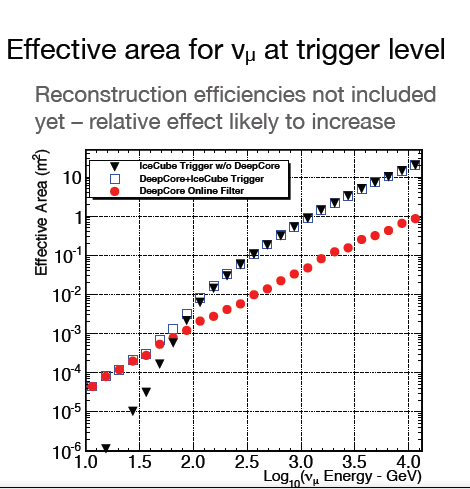 Effective area for νμ at trigger level
Reconstruction efficiencies not included
yet – relative effect likely to increase
Effective Area (m²)
IceCube Trigger w/o DeepCore
DeepCore+IceCube Trigger
DeepCore Online Filter
10
1
10⁻¹
10⁻²
10⁻³
10⁻⁴
10⁻⁵
10⁻⁶
1.0 1.5 2.0 2.5 3.0 3.5 4.0
Log₁₀(νμ Energy - GeV)